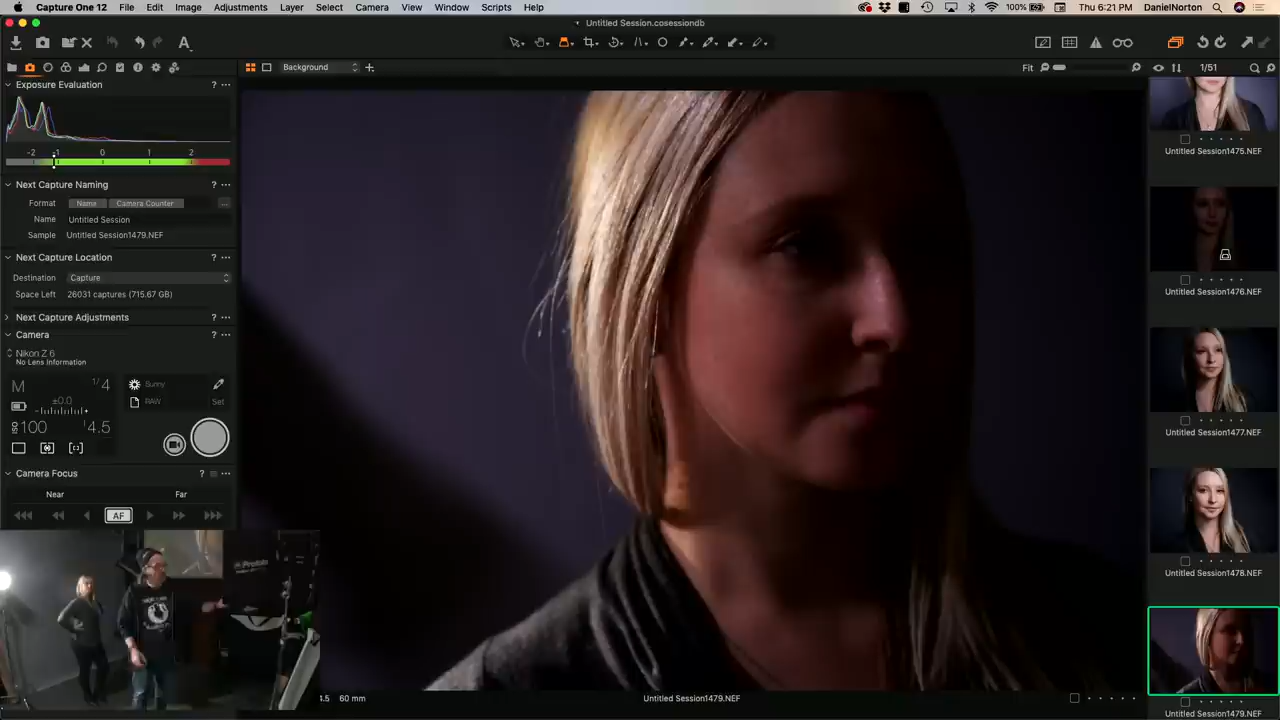 Capture One 12 File Edit View Image Adjustments Layer Select Camera View Window Scripts Help 100% Thu 6:21 PM DanielNorton
Untitled Session.cosessiondb
Background Fit 1/51
Exposure Evaluation ?
-2 -1 0 1 2
Next Capture Naming ?
Format Name Camera Counter
Name Untitled Session
Sample Untitled Session1479.NEF
Next Capture Location ?
Destination Capture
Space Left 26031 captures (715.67 GB)
Next Capture Adjustments ?
Camera ?
Nikon Z 6
No Lens Information
M 1/4 Sunny
±0.0
RAW Set
ISO 100 f4.5
Camera Focus ?
Near Far
AF
Profoto
4.5 60 mm
Untitled Session1479.NEF
Untitled Session1475.NEF
Untitled Session1476.NEF
Untitled Session1477.NEF
Untitled Session1478.NEF
Untitled Session1479.NEF